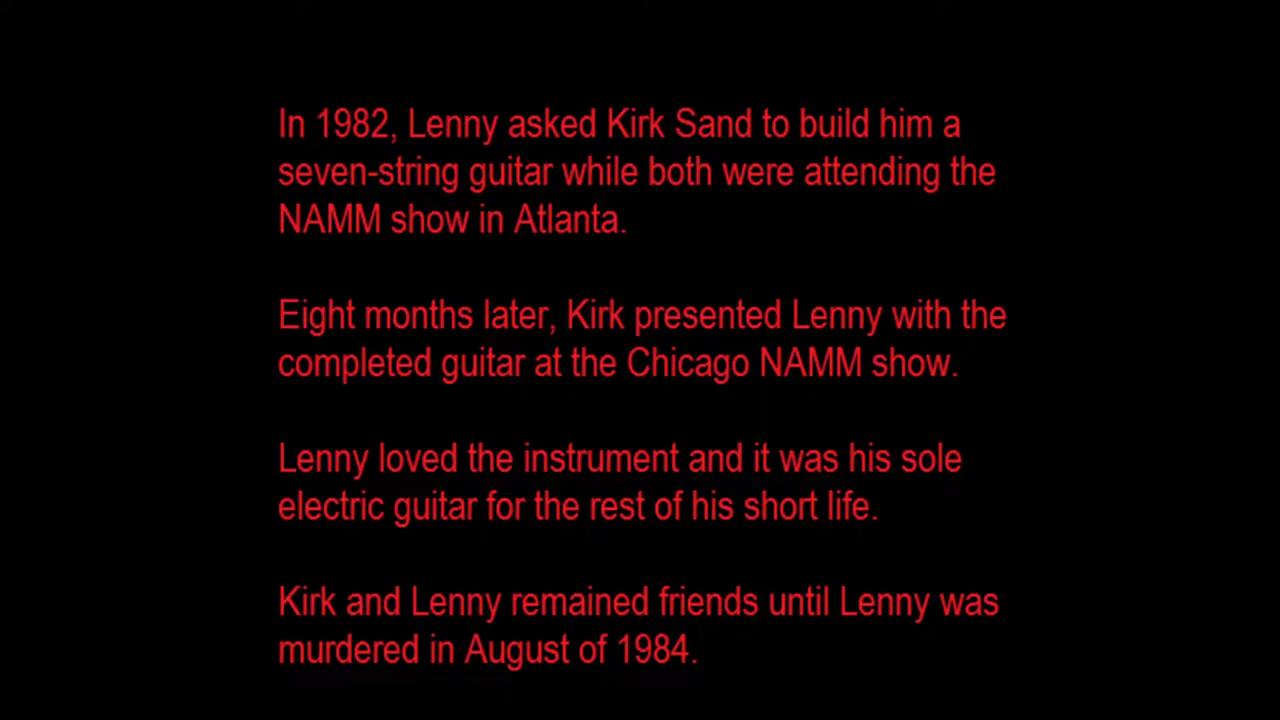 In 1982, Lenny asked Kirk Sand to build him a
seven-string guitar while both were attending the
NAMM show in Atlanta.
Eight months later, Kirk presented Lenny with the
completed guitar at the Chicago NAMM show.
Lenny loved the instrument and it was his sole
electric guitar for the rest of his short life.
Kirk and Lenny remained friends until Lenny was
murdered in August of 1984.